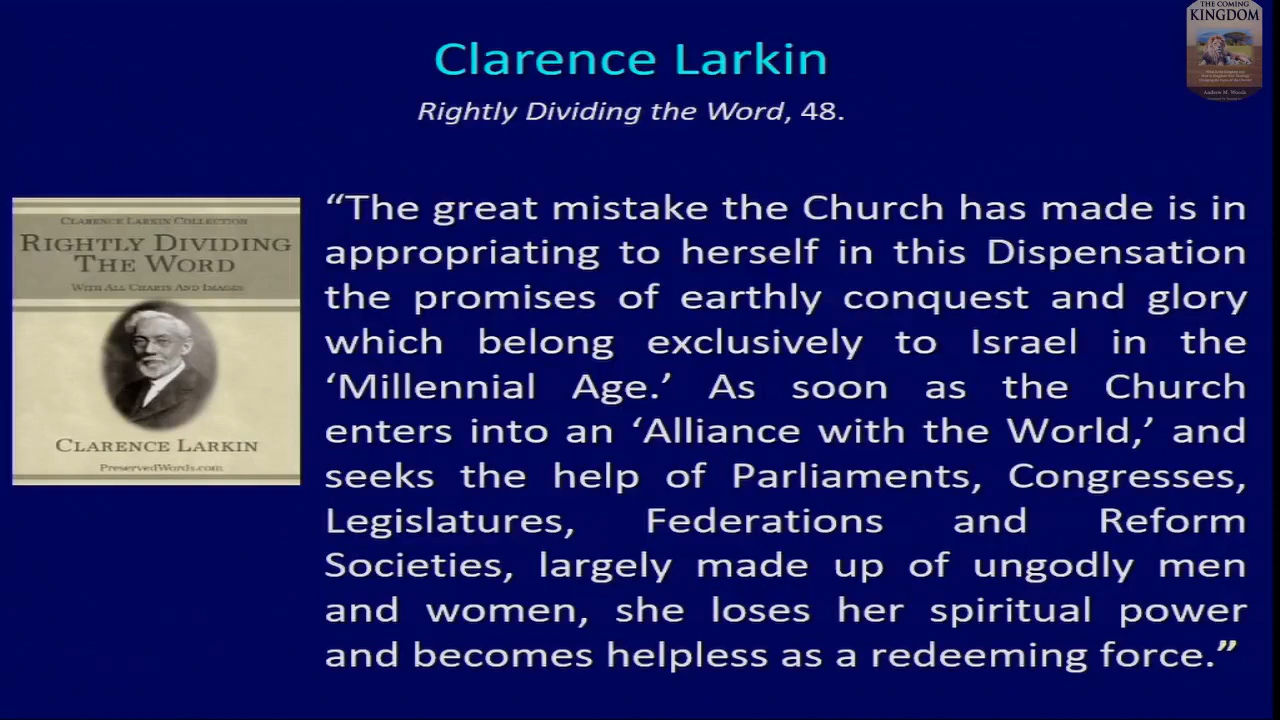 THE COMING
KINGDOM
Andrew M. Woods
Clarence Larkin
Rightly Dividing the Word, 48.
CLARENCE LARKIN COLLECTION
RIGHTLY DIVIDING
THE WORD
WITH ALL CHARTS AND IMAGES
CLARENCE LARKIN
PreservedWords.com
“The great mistake the Church has made is in
appropriating to herself in this Dispensation
the promises of earthly conquest and glory
which belong exclusively to Israel in the
‘Millennial Age.’ As soon as the Church
enters into an ‘Alliance with the World,’ and
seeks the help of Parliaments, Congresses,
Legislatures, Federations and Reform
Societies, largely made up of ungodly men
and women, she loses her spiritual power
and becomes helpless as a redeeming force.”